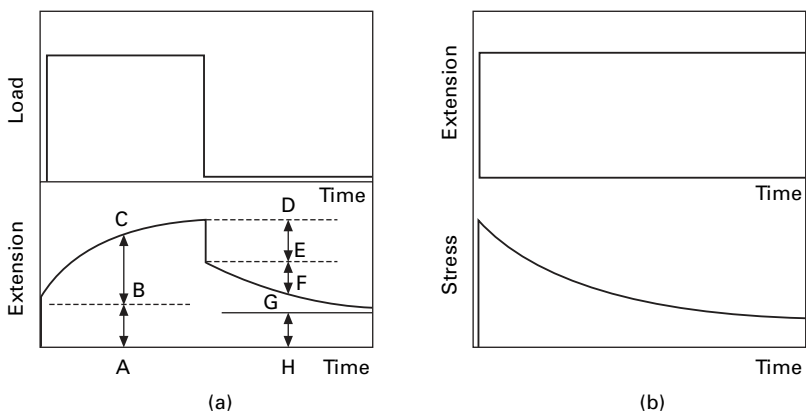 Load
Time
Extension
C
B
A
D
E
F
G
H
Time
(a)
Extension
Time
Stress
Time
(b)